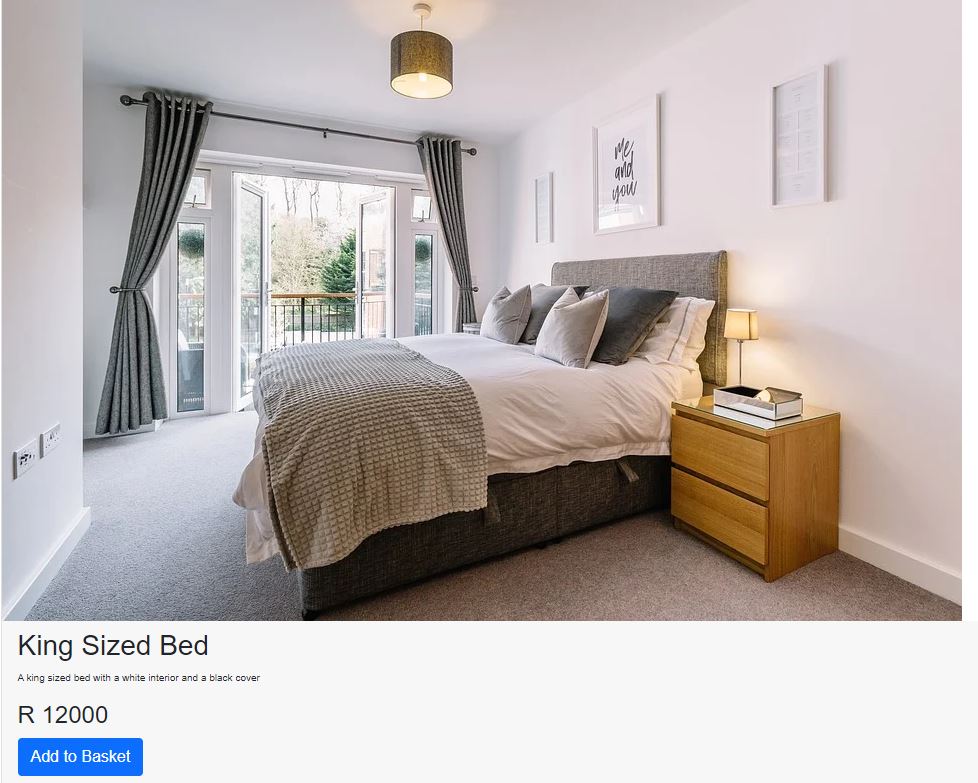 me
and
you
King Sized Bed
A king sized bed with a white interior and a black cover
R 12000
Add to Basket